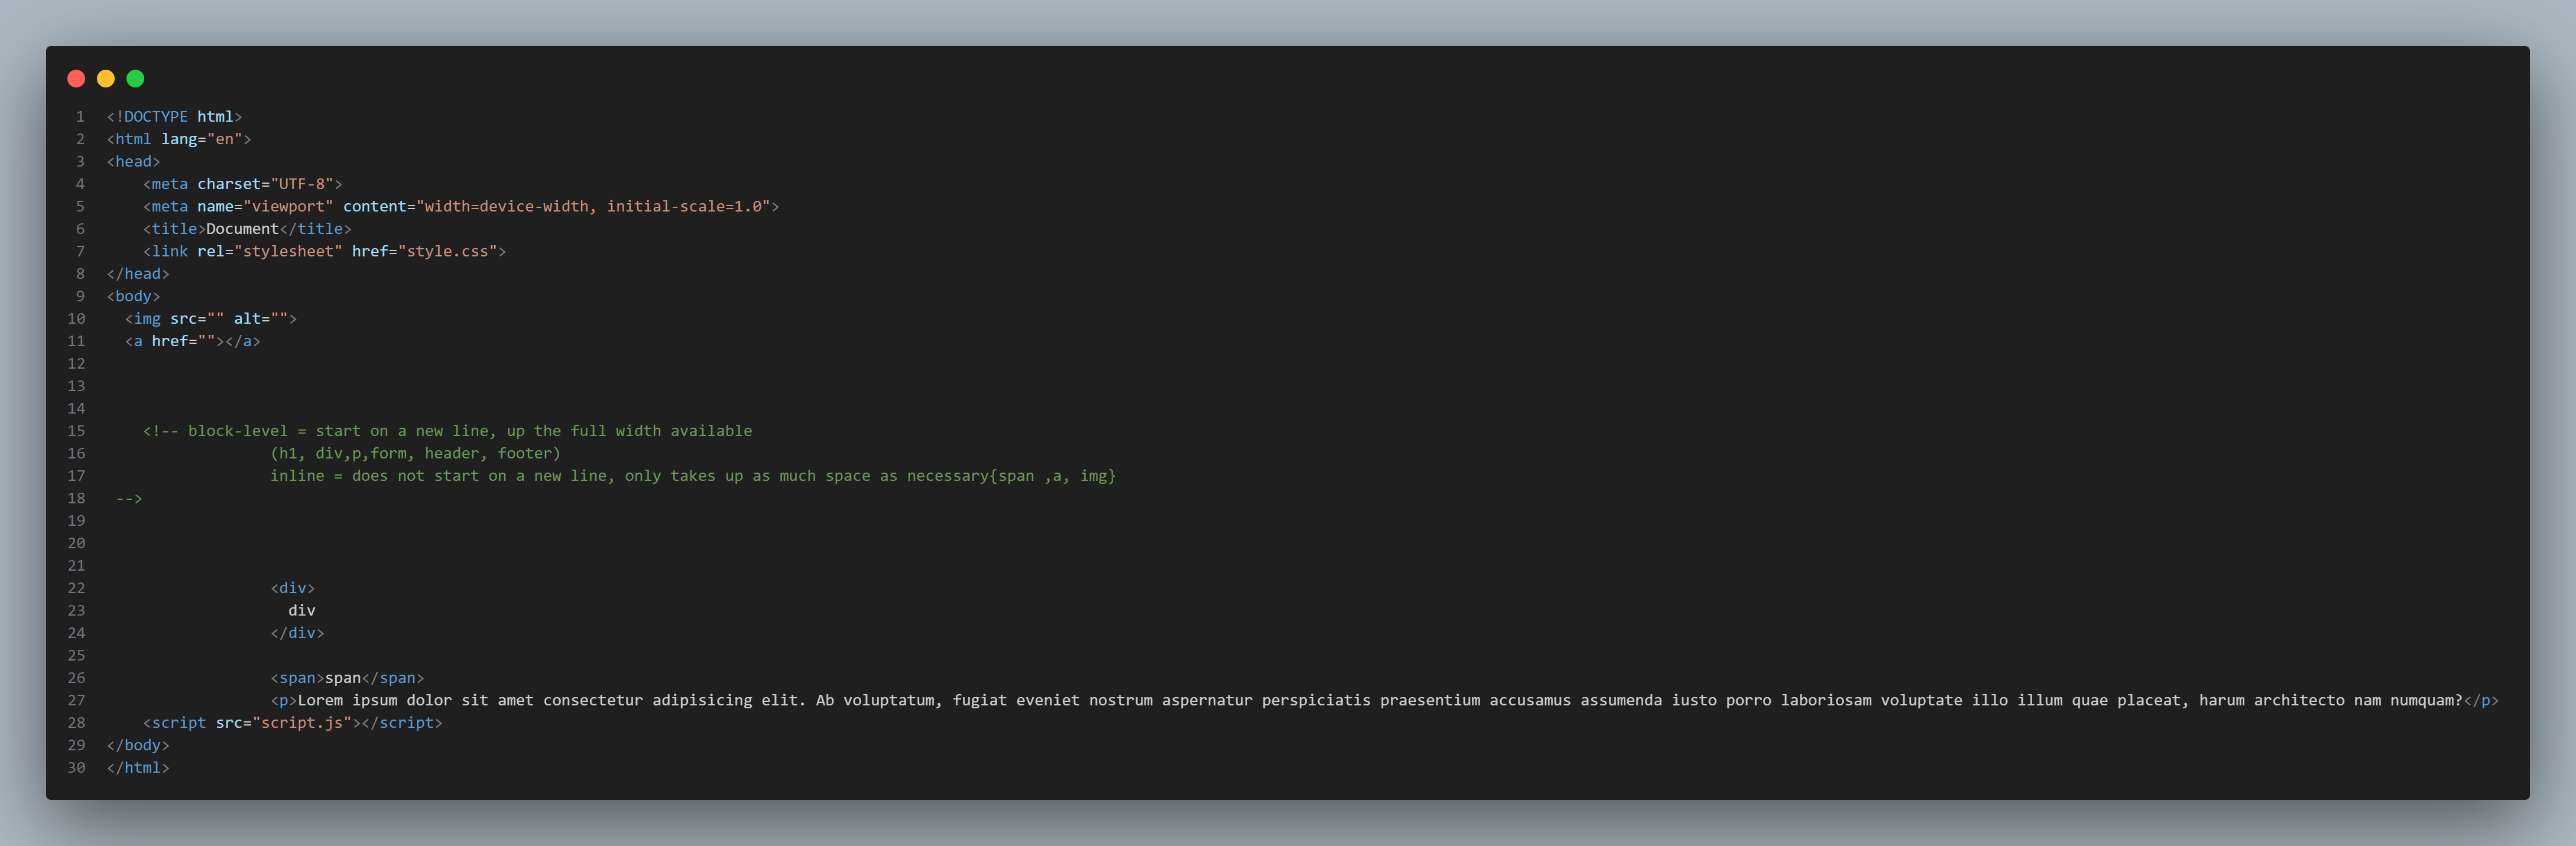 1 <!DOCTYPE html>
2 <html lang="en">
3 <head>
4     <meta charset="UTF-8">
5     <meta name="viewport" content="width=device-width, initial-scale=1.0">
6     <title>Document</title>
7     <link rel="stylesheet" href="style.css">
8 </head>
9 <body>
10   <img src="" alt="">
11   <a href=""></a>
12
13
14
15     <!-- block-level = start on a new line, up the full width available
16                   (h1, div,p,form, header, footer)
17                   inline = does not start on a new line, only takes up as much space as necessary{span ,a, img}
18  -->
19
20
21
22                   <div>
23                     div
24                   </div>
25
26                   <span>span</span>
27                   <p>Lorem ipsum dolor sit amet consectetur adipisicing elit. Ab voluptatum, fugiat eveniet nostrum aspernatur perspiciatis praesentium accusamus assumenda iusto porro laboriosam voluptate illo illum quae placeat, harum architecto nam numquam?</p>
28     <script src="script.js"></script>
29 </body>
30 </html>